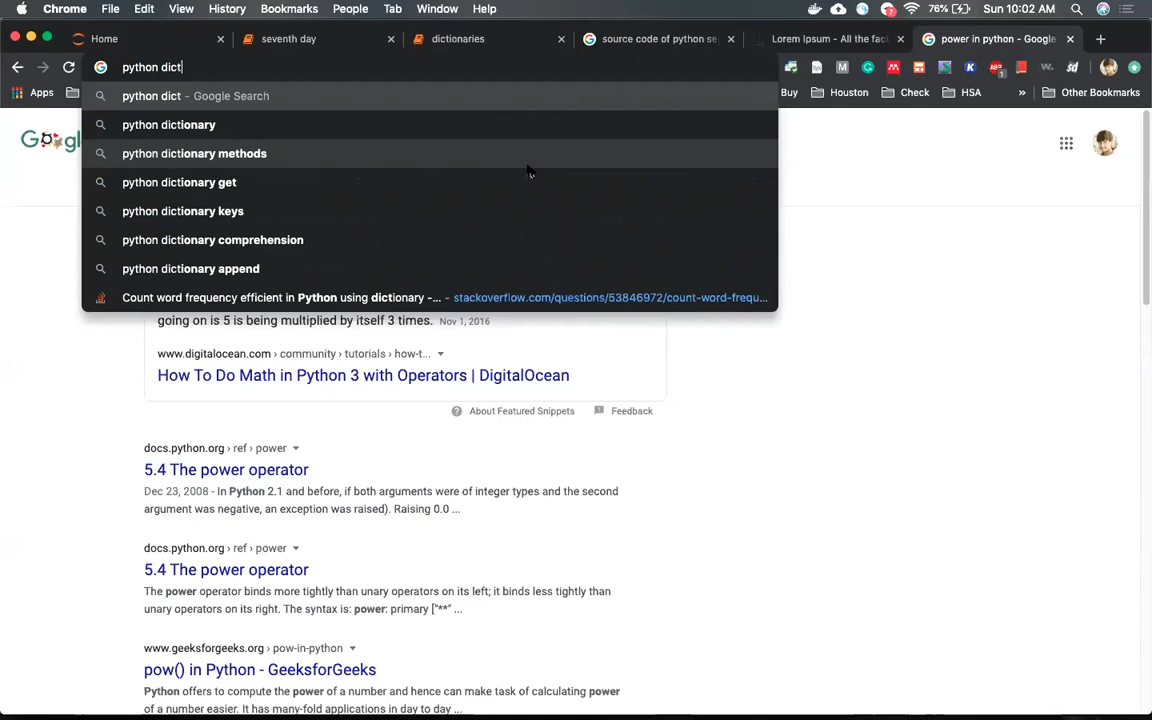 Chrome File Edit View History Bookmarks People Tab Window Help 7 76% Sun 10:02 AM
Home seventh day dictionaries source code of python se Lorem Ipsum - All the fact power in python - Google
python dict
Apps Buy Houston Check HSA » Other Bookmarks
python dict - Google Search
python dictionary
python dictionary methods
python dictionary get
python dictionary keys
python dictionary comprehension
python dictionary append
Count word frequency efficient in Python using dictionary -... - stackoverflow.com/questions/53846972/count-word-frequ...
going on is 5 is being multiplied by itself 3 times. Nov 1, 2016
www.digitalocean.com › community › tutorials › how-t...
How To Do Math in Python 3 with Operators | DigitalOcean
About Featured Snippets Feedback
docs.python.org › ref › power
5.4 The power operator
Dec 23, 2008 - In Python 2.1 and before, if both arguments were of integer types and the second
argument was negative, an exception was raised). Raising 0.0 ...
docs.python.org › ref › power
5.4 The power operator
The power operator binds more tightly than unary operators on its left; it binds less tightly than
unary operators on its right. The syntax is: power: primary ["**" ...
www.geeksforgeeks.org › pow-in-python
pow() in Python - GeeksforGeeks
Python offers to compute the power of a number and hence can make task of calculating power
of a number easier. It has many-fold applications in day to day ...